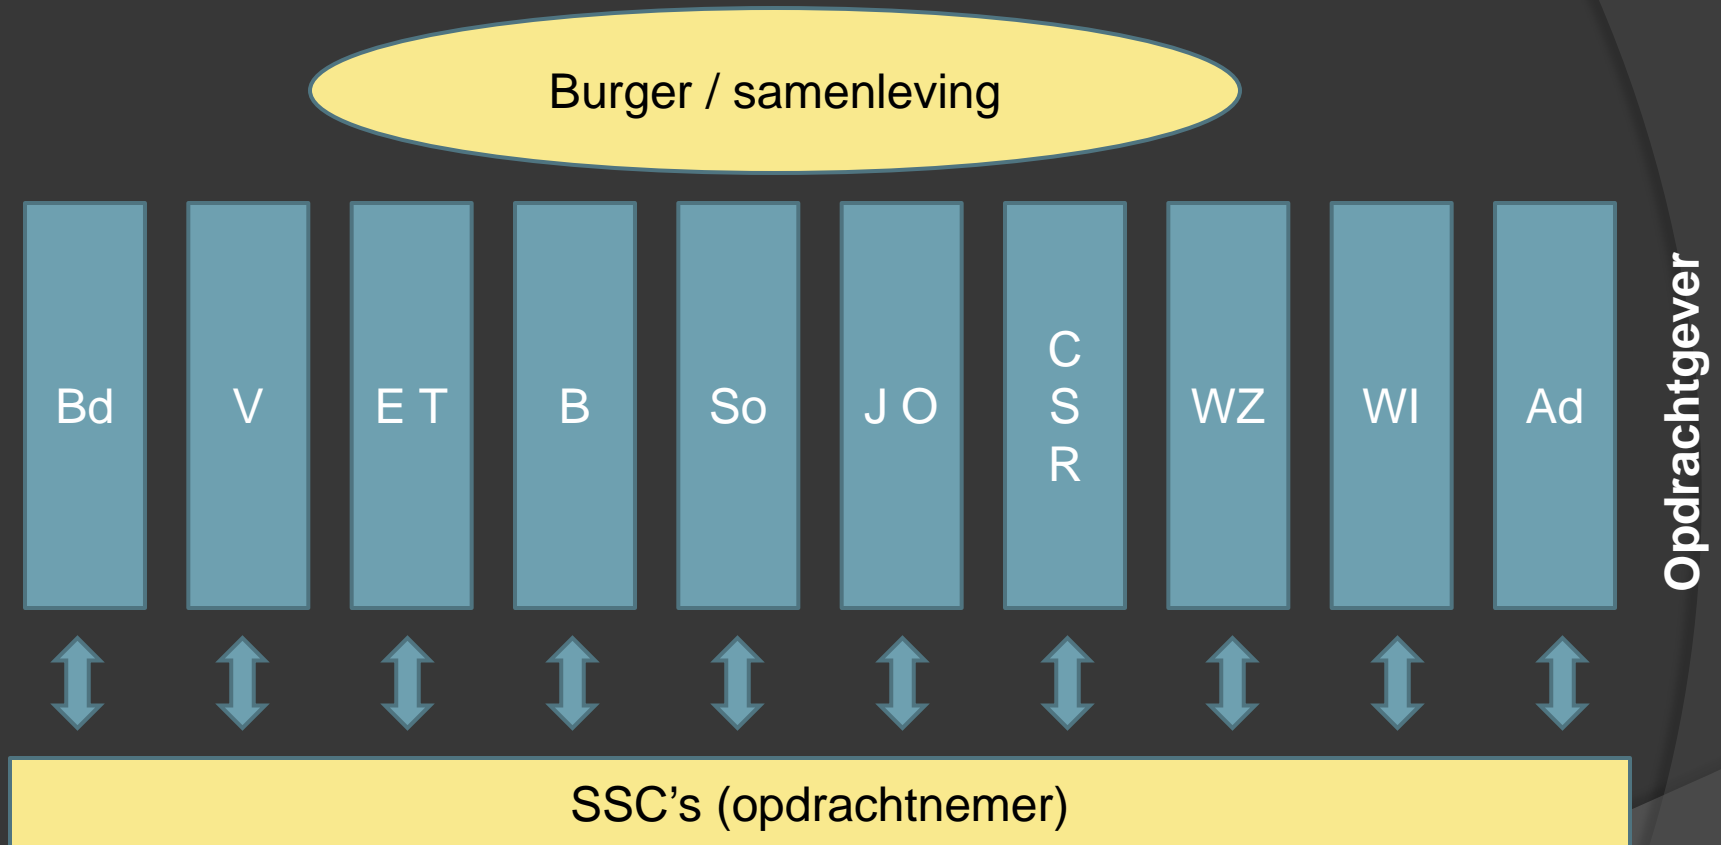 Burger / samenleving
Bd
V
E T
B
So
J O
C
S
R
WZ
WI
Ad
Opdrachtgever
SSC's (opdrachtnemer)